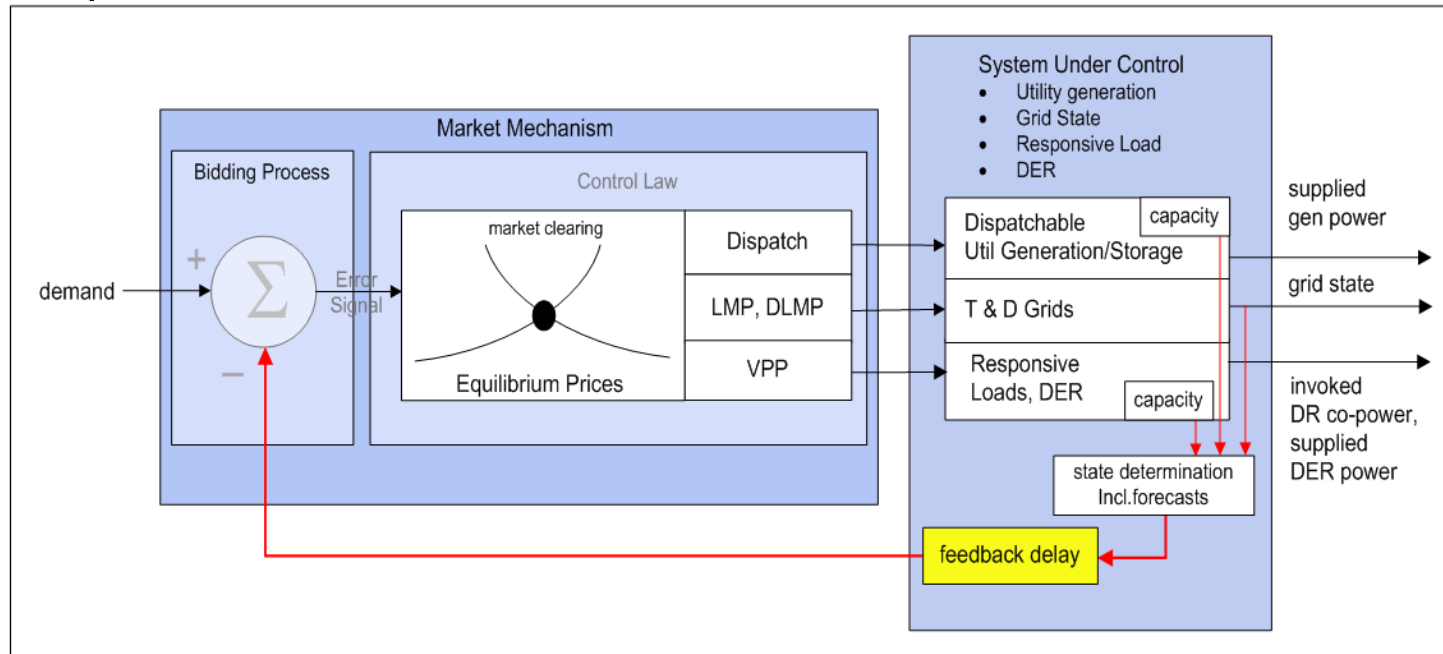 System Under Control
• Utility generation
• Grid State
• Responsive Load
• DER
Market Mechanism
Bidding Process
Control Law
demand
+
Σ
−
Error
Signal
market clearing
Equilibrium Prices
Dispatch
LMP, DLMP
VPP
capacity
Dispatchable
Util Generation/Storage
T & D Grids
Responsive
Loads, DER
capacity
supplied
gen power
grid state
invoked
DR co-power,
supplied
DER power
state determination
Incl.forecasts
feedback delay